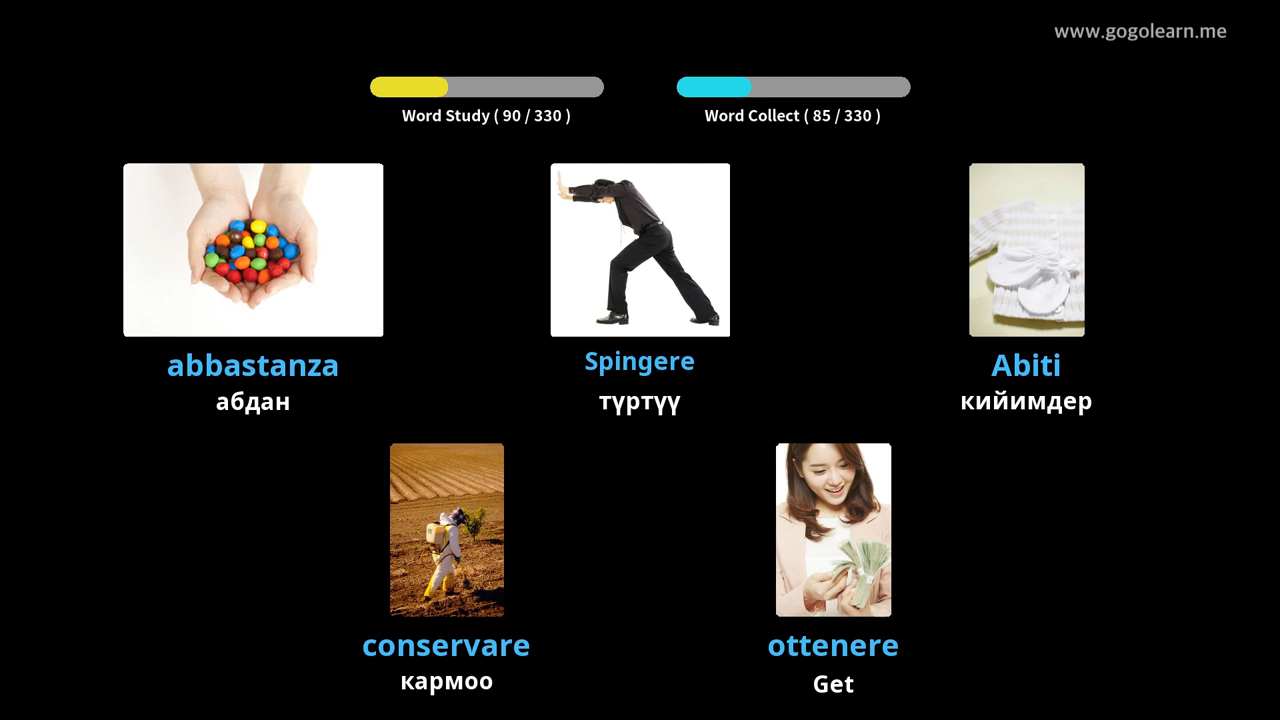 www.gogolearn.me
Word Study ( 90 / 330 )
Word Collect ( 85 / 330 )
abbastanza
абдан
Spingere
түртүү
Abiti
кийимдер
conservare
кармоо
ottenere
Get